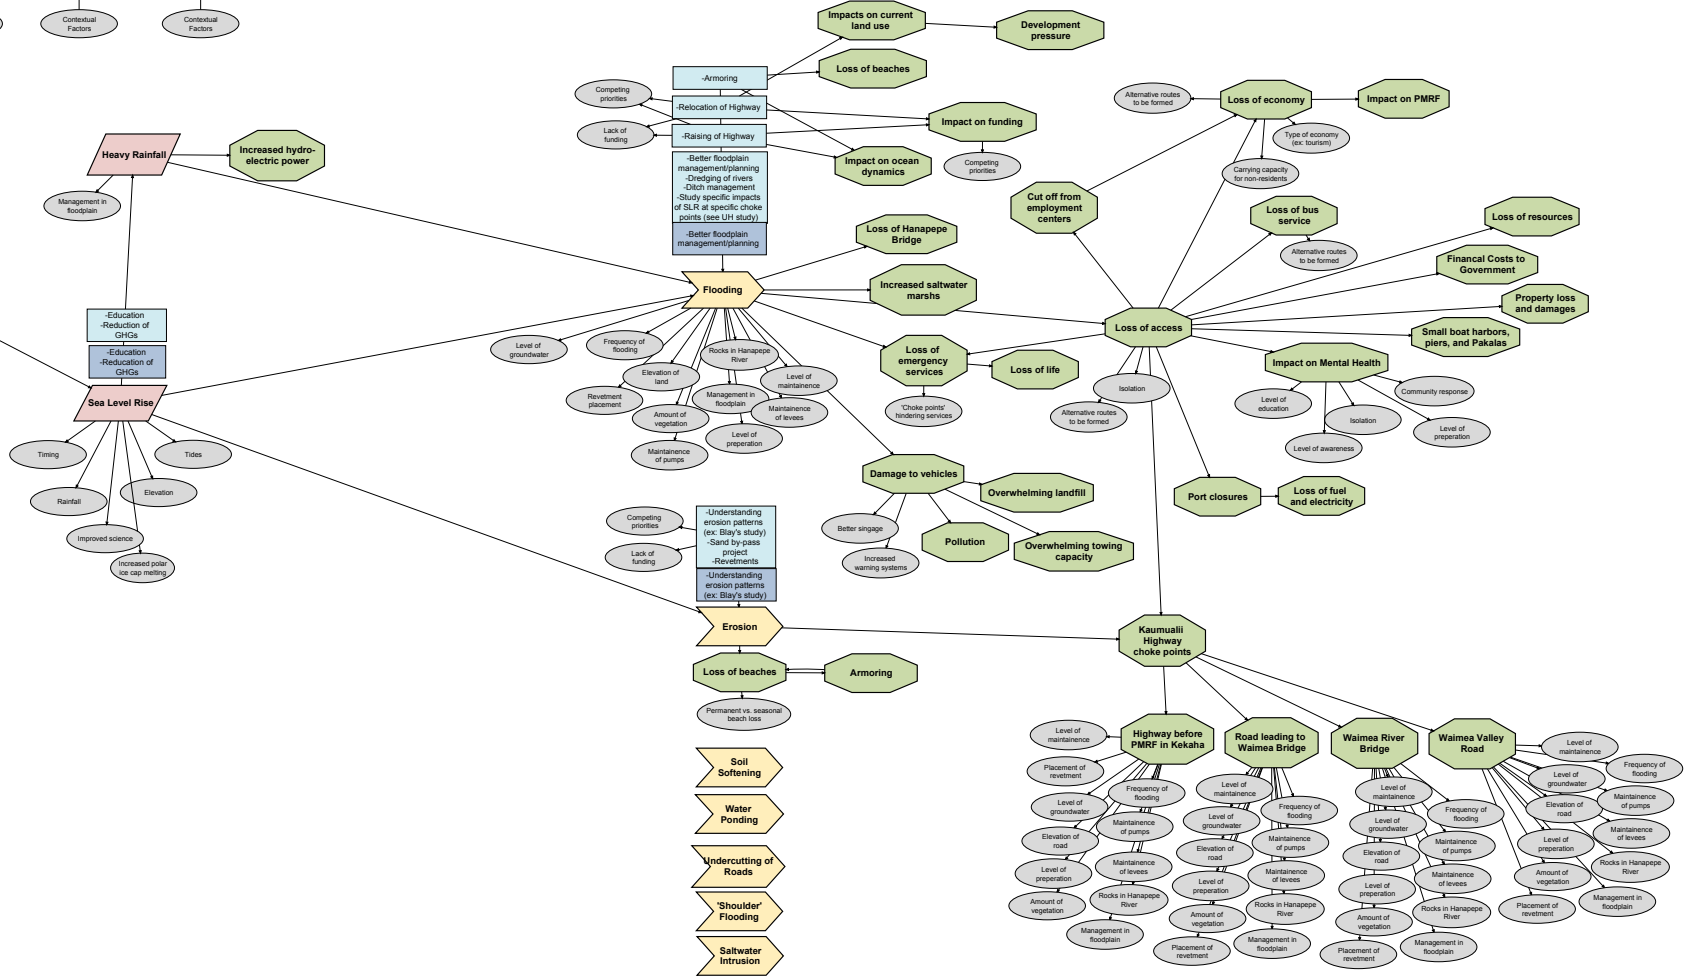 Contextual
Factors
Contextual
Factors
Impacts on current
land use
Development
pressure
Loss of beaches
-Armoring
Competing
priorities
-Relocation of Highway
Lack of
funding
-Raising of Highway
Impact on funding
Competing
priorities
Impact on ocean
dynamics
-Better floodplain
management/planning
-Dredging of rivers
-Ditch management
-Study specific impacts
of SLR at specific choke
points (see UH study)
-Better floodplain
management/planning
Heavy Rainfall
Increased hydro-
electric power
Management in
floodplain
Alternative routes
to be formed
Loss of economy
Impact on PMRF
Type of economy
(ex: tourism)
Carrying capacity
for non-residents
Cut off from
employment
centers
Loss of bus
service
Alternative routes
to be formed
Loss of resources
Financal Costs to
Government
Property loss
and damages
Small boat harbors,
piers, and Pakalas
Loss of Hanapepe
Bridge
Flooding
Increased saltwater
marshs
Loss of access
Loss of
emergency
services
Loss of life
'Choke points'
hindering services
Isolation
Alternative routes
to be formed
Impact on Mental Health
Level of
education
Community response
Isolation
Level of
preperation
Level of awareness
-Education
-Reduction of
GHGs
-Education
-Reducation of
GHGs
Sea Level Rise
Timing
Tides
Rainfall
Elevation
Improved science
Increased polar
ice cap melting
Level of
groundwater
Frequency of
flooding
Rocks in Hanapepe
River
Elevation of
land
Level of
maintainence
Revetment
placement
Management in
floodplain
Maintainence
of levees
Amount of
vegetation
Level of
preperation
Maintainence
of pumps
Damage to vehicles
Overwhelming landfill
Better singage
Pollution
Overwhelming towing
capacity
Increased
warning systems
Port closures
Loss of fuel
and electricity
Competing
priorities
Lack of
funding
-Understanding
erosion patterns
(ex: Blay's study)
-Sand by-pass
project
-Revetments
-Understanding
erosion patterns
(ex: Blay's study)
Erosion
Kaumualii
Highway
choke points
Loss of beaches
Armoring
Permanent vs. seasonal
beach loss
Soil
Softening
Water
Ponding
Undercutting of
Roads
'Shoulder'
Flooding
Saltwater
Intrusion
Highway before
PMRF in Kekaha
Level of
maintainence
Placement of
revetment
Frequency of
flooding
Level of
groundwater
Maintainence
of pumps
Elevation of
road
Maintainence
of levees
Level of
preperation
Rocks in Hanapepe
River
Amount of
vegetation
Management in
floodplain
Road leading to
Waimea Bridge
Level of
maintainence
Frequency of
flooding
Level of
groundwater
Maintainence
of pumps
Elevation of
road
Maintainence
of levees
Level of
preperation
Rocks in Hanapepe
River
Amount of
vegetation
Management in
floodplain
Placement of
revetment
Waimea River
Bridge
Level of
maintainence
Frequency of
flooding
Level of
groundwater
Maintainence
of pumps
Elevation of
road
Maintainence
of levees
Level of
preperation
Rocks in Hanapepe
River
Amount of
vegetation
Management in
floodplain
Placement of
revetment
Waimea Valley
Road
Level of
maintainence
Frequency of
flooding
Level of
groundwater
Maintainence
of pumps
Elevation of
road
Maintainence
of levees
Level of
preperation
Rocks in Hanapepe
River
Amount of
vegetation
Management in
floodplain
Placement of
revetment